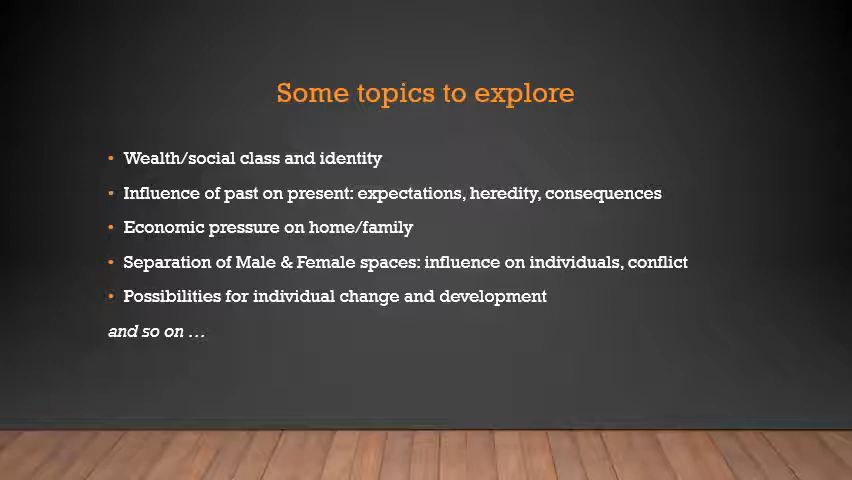 Some topics to explore
• Wealth/social class and identity
• Influence of past on present: expectations, heredity, consequences
• Economic pressure on home/family
• Separation of Male & Female spaces: influence on individuals, conflict
• Possibilities for individual change and development
and so on …